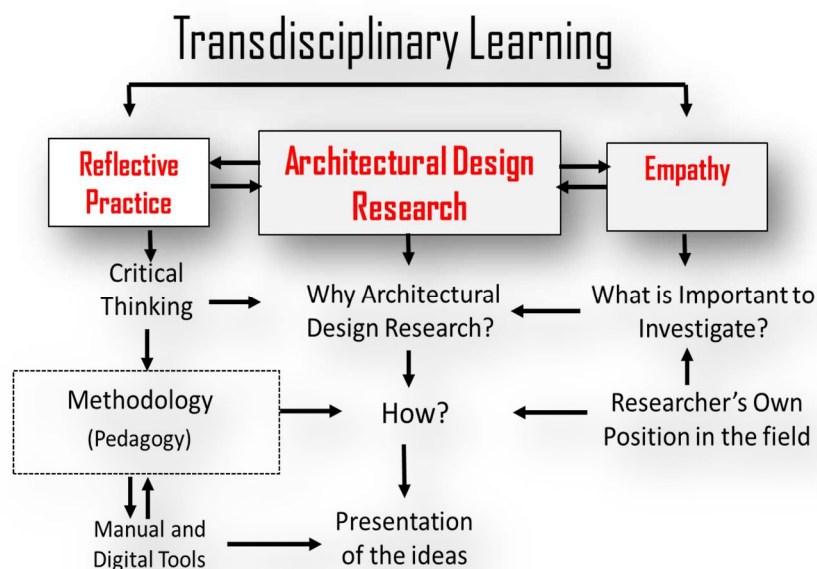 Transdisciplinary Learning
Reflective
Practice
Architectural Design
Research
Empathy
Critical
Thinking
Why Architectural
Design Research?
What is Important to
Investigate?
Methodology
(Pedagogy)
How?
Researcher's Own
Position in the field
Manual and
Digital Tools
Presentation
of the ideas